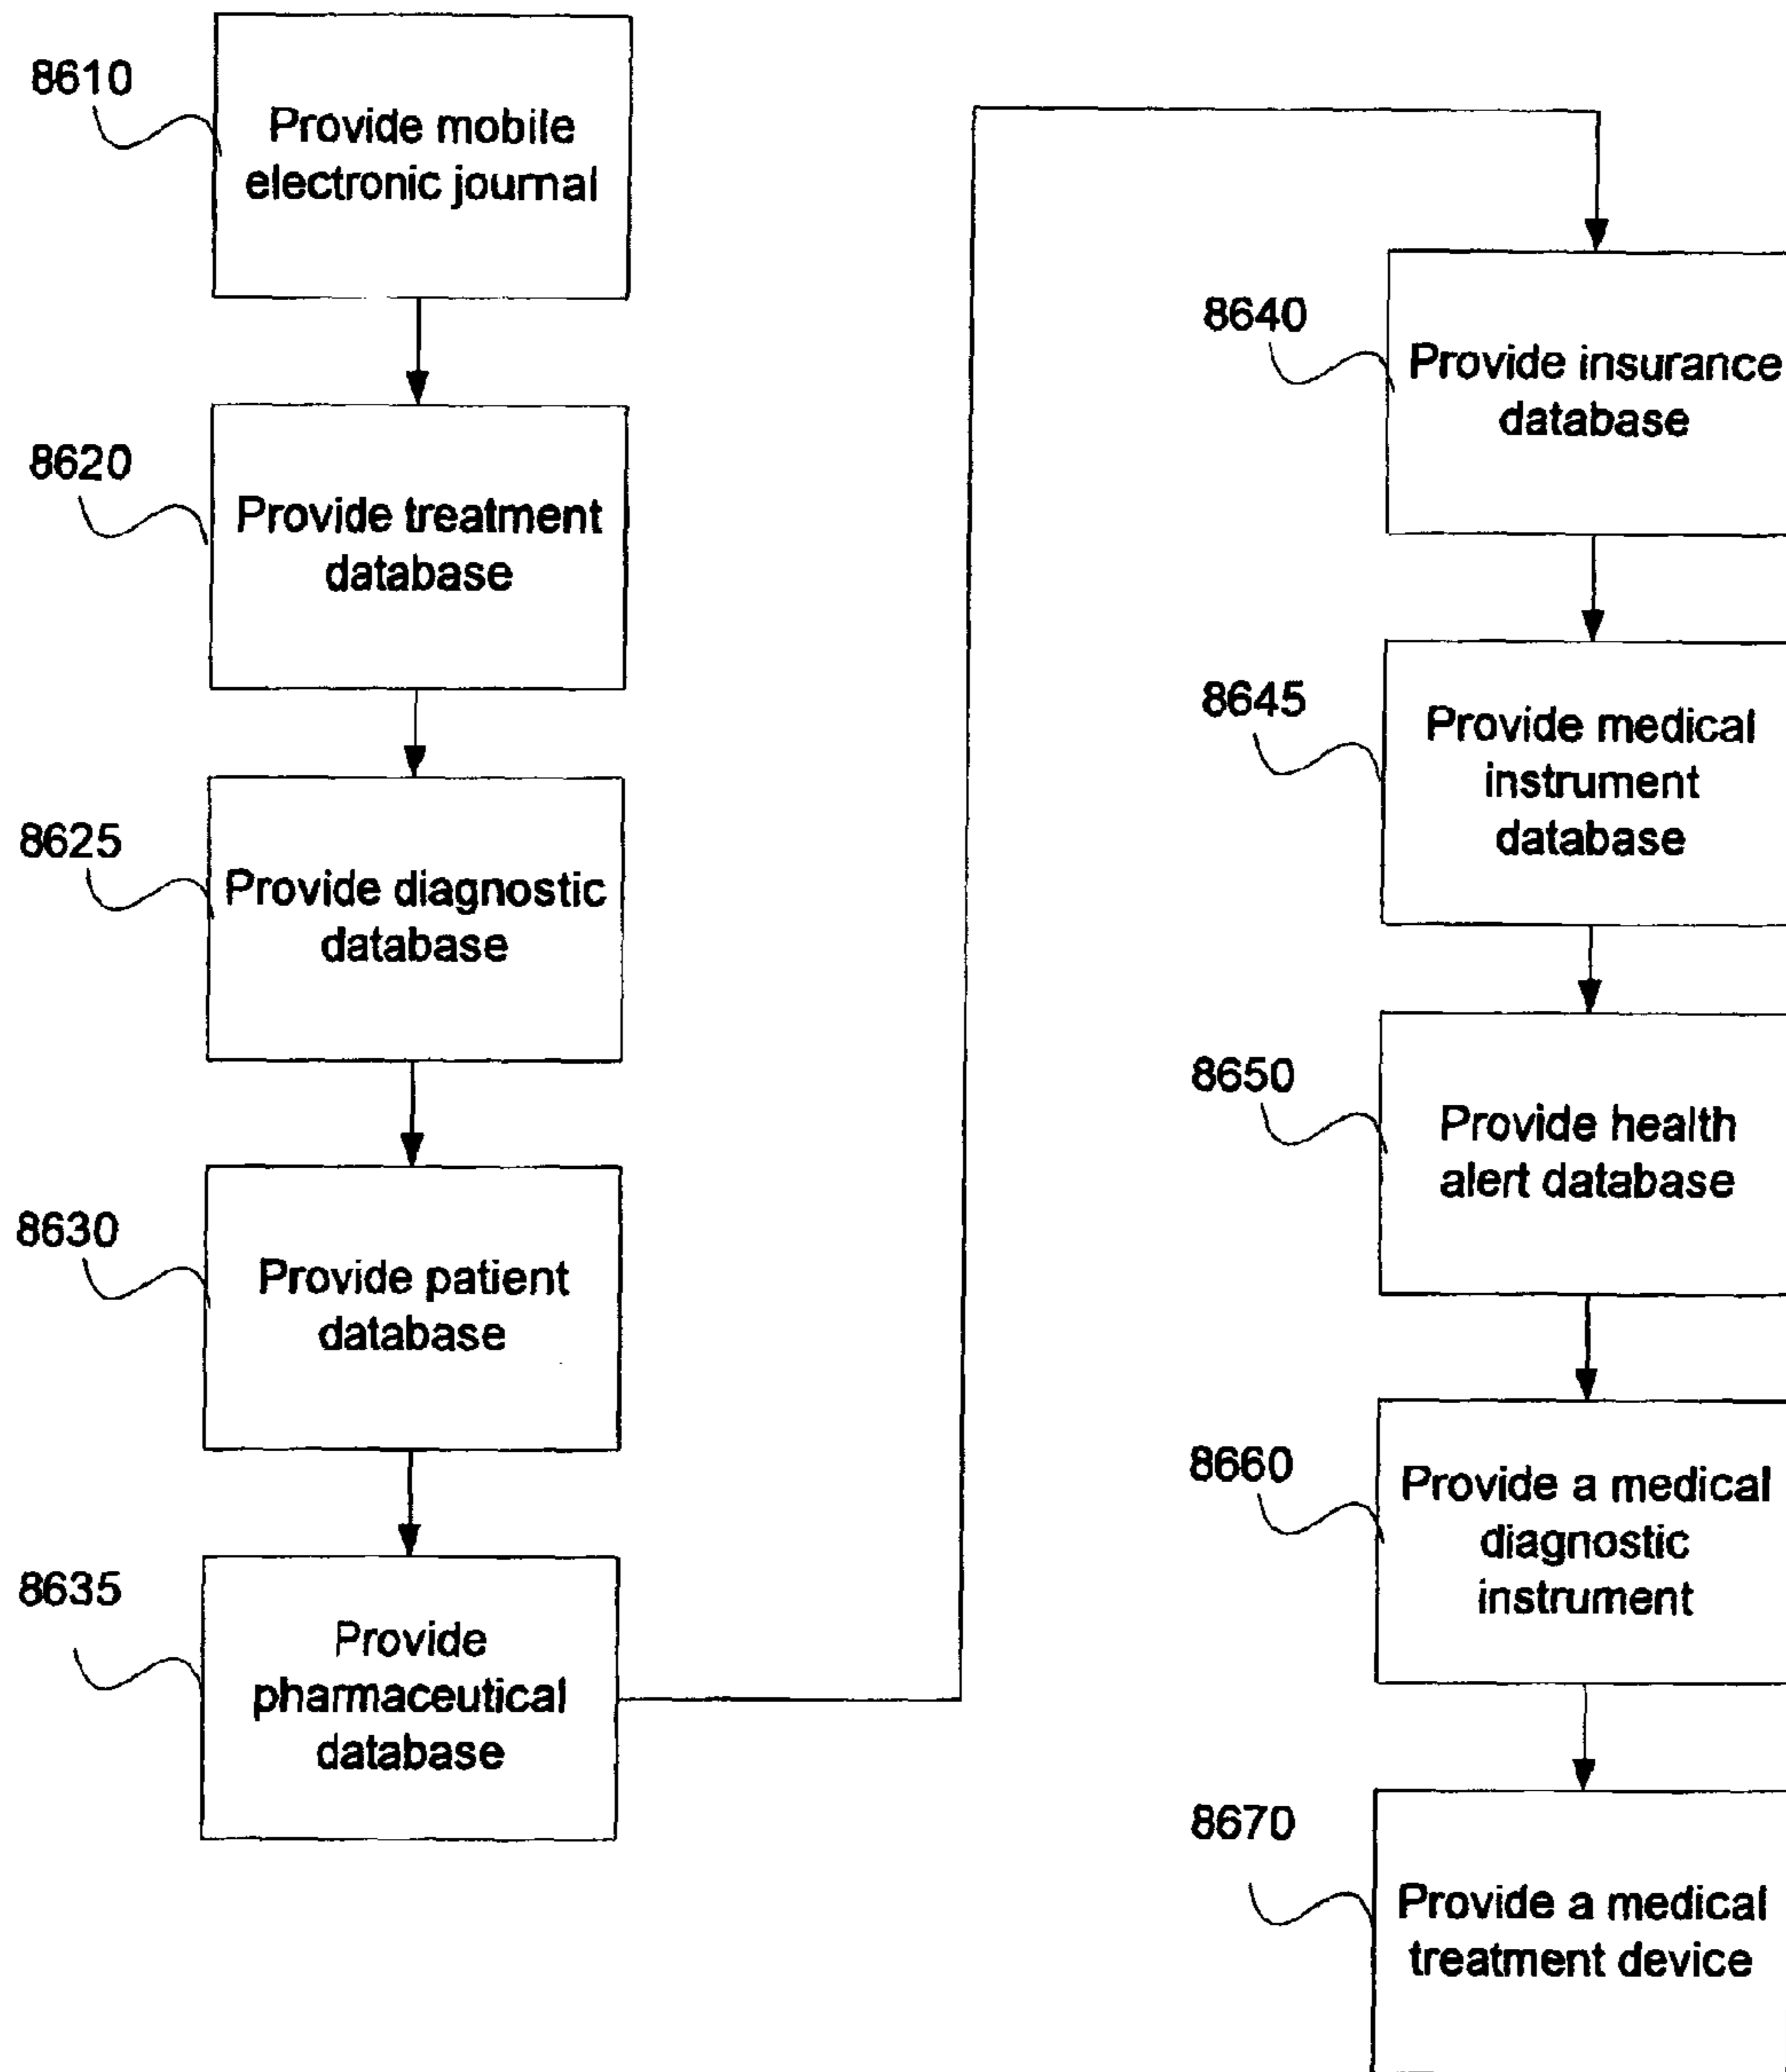 8610
Provide mobile
electronic journal
8620
Provide treatment
database
8625
Provide diagnostic
database
8630
Provide patient
database
8635
Provide
pharmaceutical
database
8640
Provide insurance
database
8645
Provide medical
instrument
database
8650
Provide health
alert database
8660
Provide a medical
diagnostic
instrument
8670
Provide a medical
treatment device